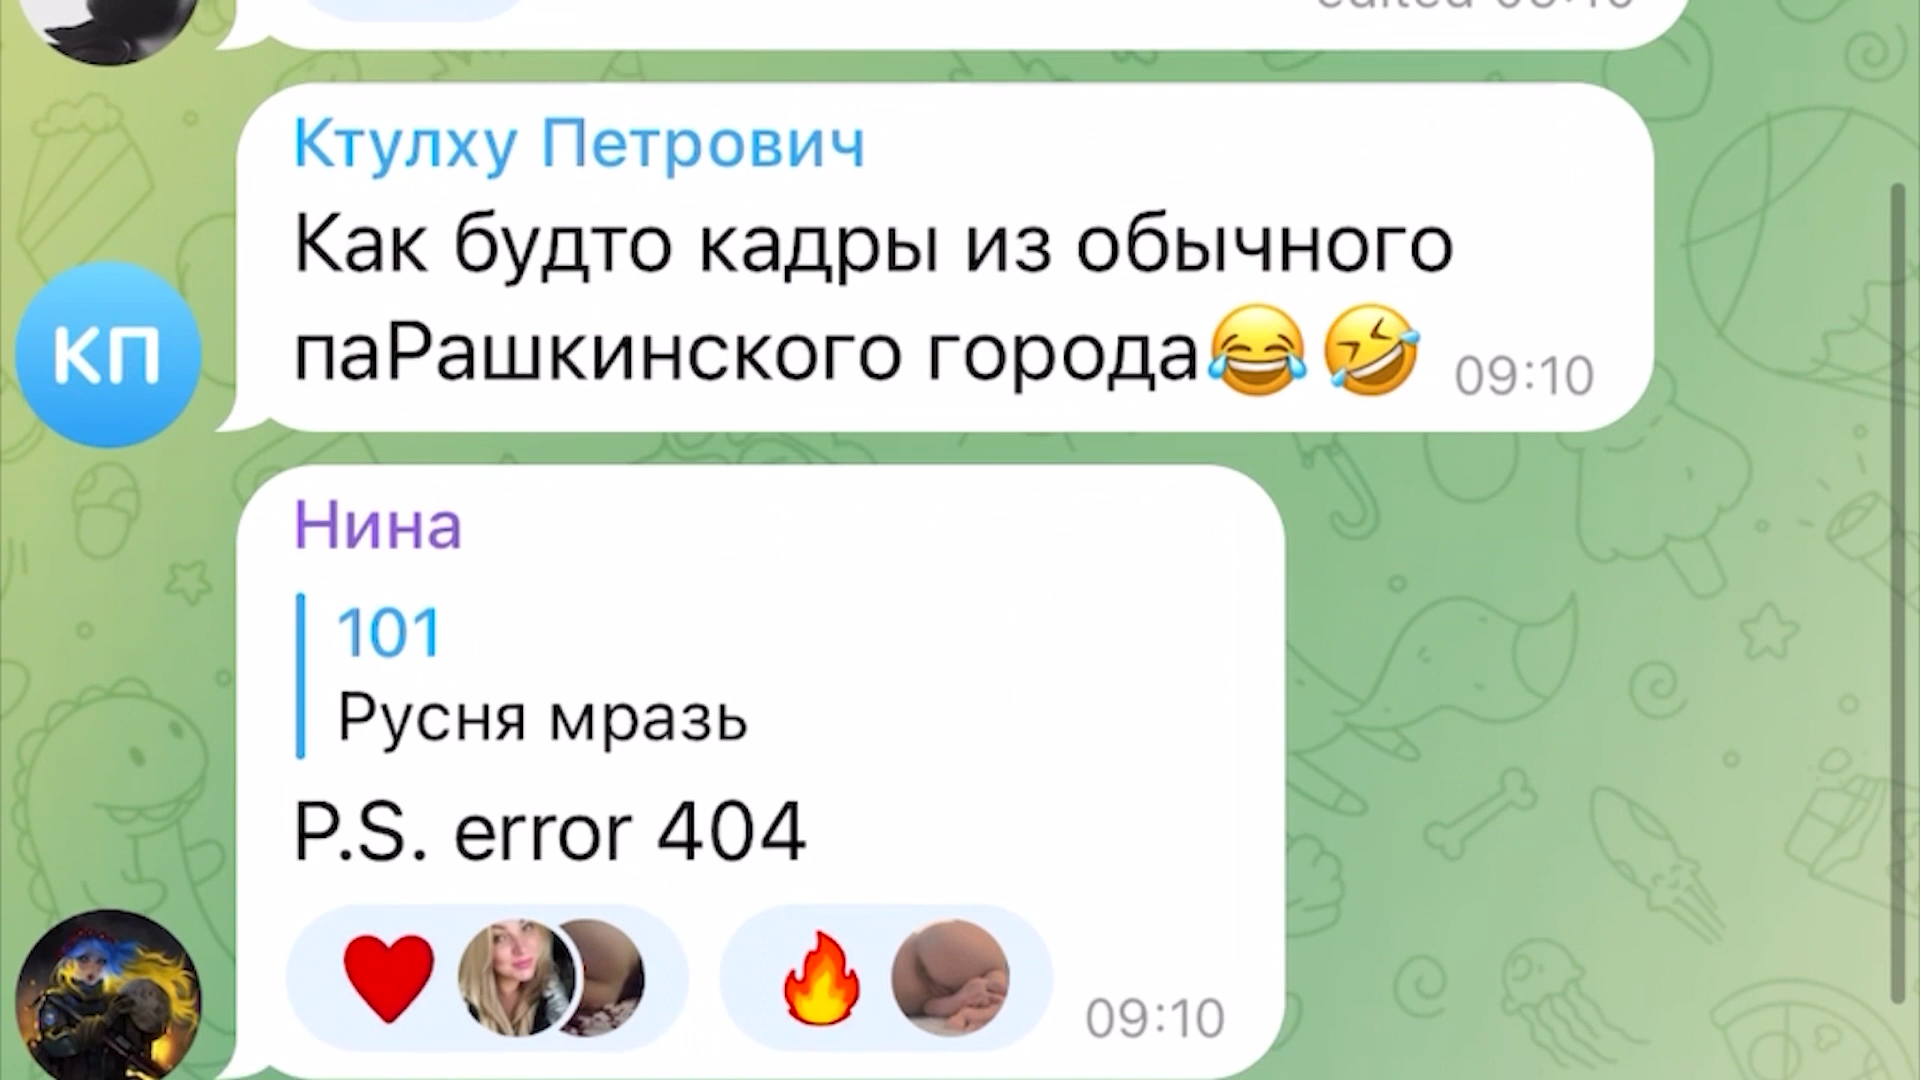 Ктулху Петрович
Как будто кадры из обычного
паРашкинского города😂🤣 09:10
КП
Нина
101
Русня мразь
P.S. error 404
09:10